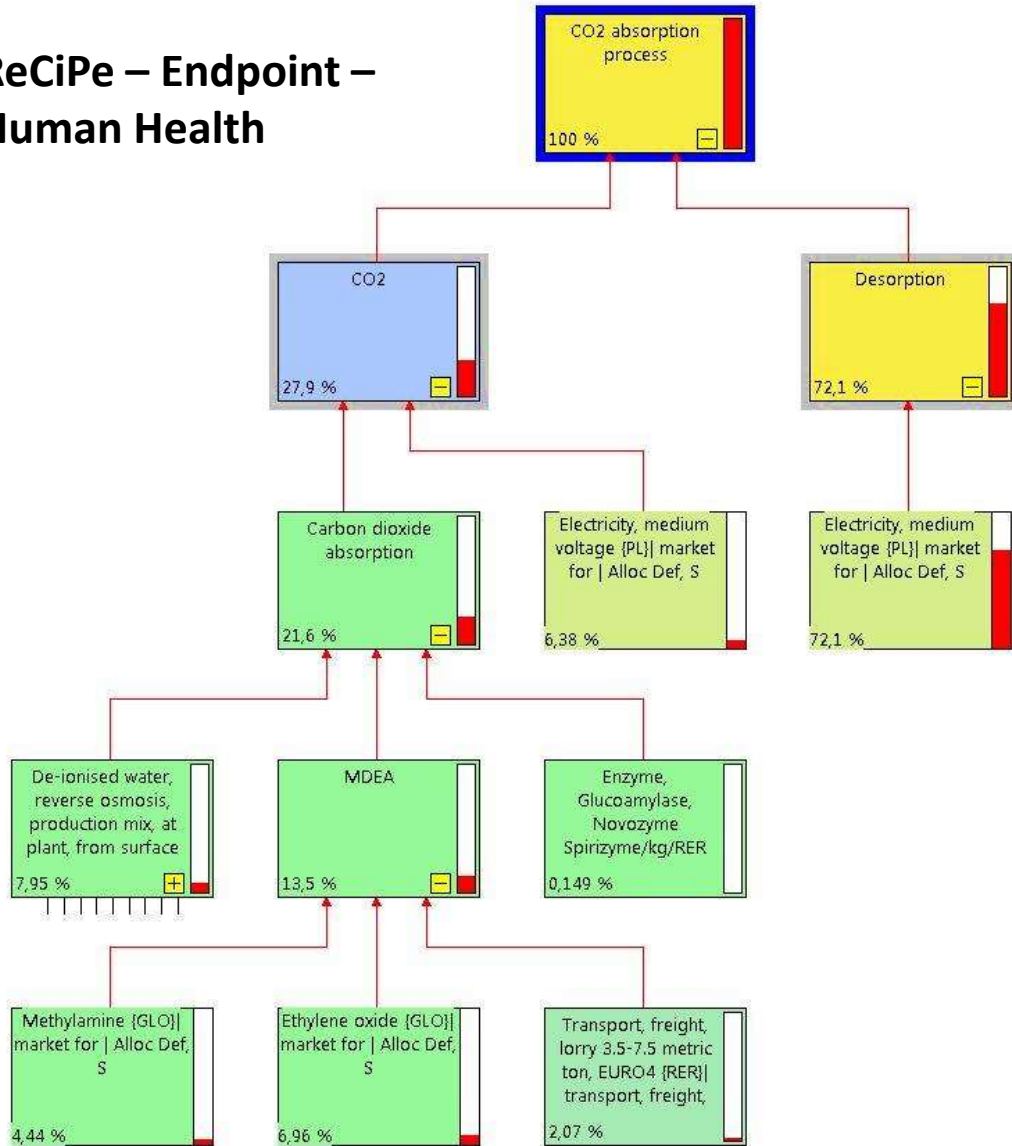 ReCiPe – Endpoint –
Human Health
CO2 absorption
process
100 %
CO2
27,9 %
Desorption
72,1 %
Carbon dioxide
absorption
21,6 %
Electricity, medium
voltage {PL}| market
for | Alloc Def, S
6,38 %
Electricity, medium
voltage {PL}| market
for | Alloc Def, S
72,1 %
De-ionised water,
reverse osmosis,
production mix, at
plant, from surface
7,95 %
MDEA
13,5 %
Enzyme,
Glucoamylase,
Novozyme
Spirizyme/kg/RER
0,149 %
Methylamine {GLO}|
market for | Alloc Def,
S
4,44 %
Ethylene oxide {GLO}|
market for | Alloc Def,
S
6,96 %
Transport, freight,
lorry 3.5-7.5 metric
ton, EURO4 {RER}|
transport, freight,
2,07 %